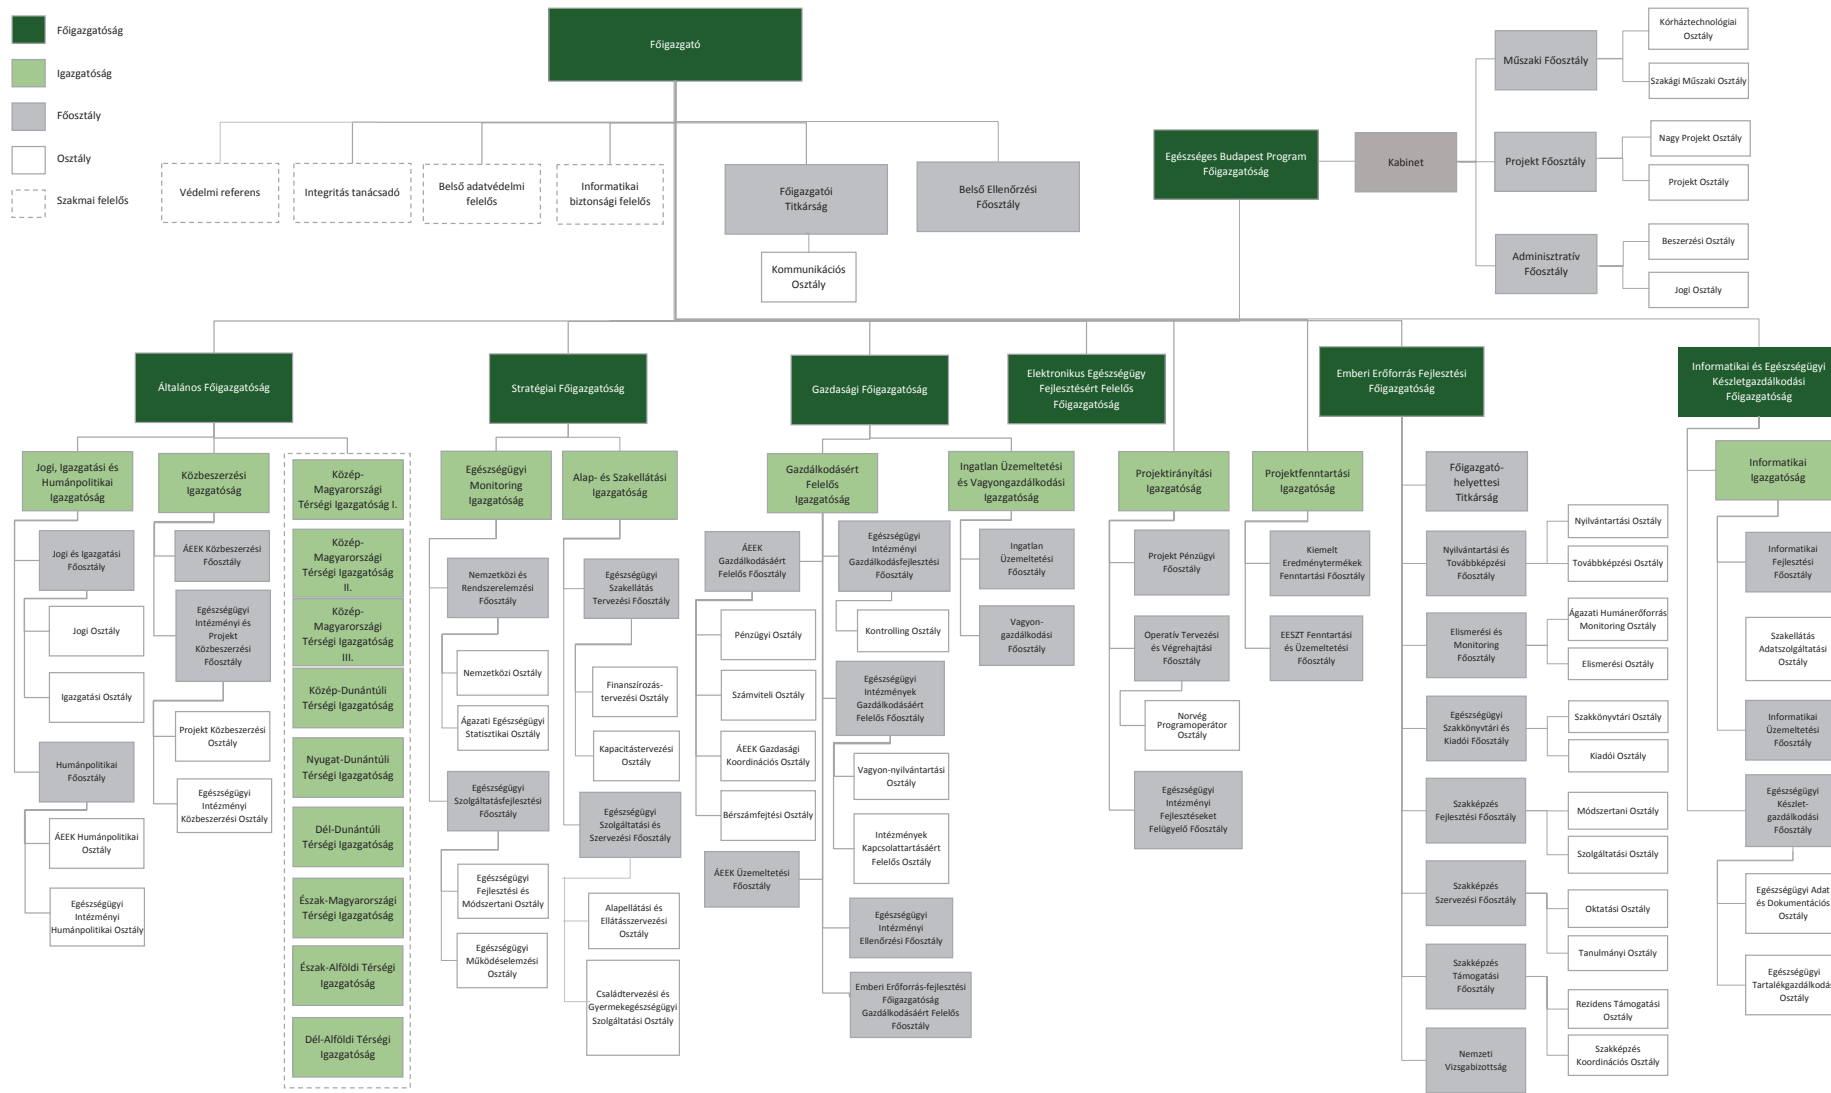 Főigazgatóság
Igazgatóság
Főosztály
Osztály
Szakmai felelős
Főigazgató
Védelmi referens
Integritás tanácsadó
Belső adatvédelmi
felelős
Informatikai
biztonsági felelős
Főigazgatói
Titkárság
Belső Ellenőrzési
Főosztály
Kommunikációs
Osztály
Egészséges Budapest Program
Főigazgatóság
Kabinet
Műszaki Főosztály
Kórháztechnológiai
Osztály
Szakági Műszaki Osztály
Projekt Főosztály
Nagy Projekt Osztály
Projekt Osztály
Adminisztratív
Főosztály
Beszerzési Osztály
Jogi Osztály
Általános Főigazgatóság
Jogi, Igazgatási és
Humánpolitikai
Igazgatóság
Jogi és Igazgatási
Főosztály
Jogi Osztály
Igazgatási Osztály
Humánpolitikai
Főosztály
ÁEEK Humánpolitikai
Osztály
Egészségügyi
Intézményi
Humánpolitikai Osztály
Közbeszerzési
Igazgatóság
ÁEEK Közbeszerzési
Főosztály
Egészségügyi
Intézményi és
Projekt
Közbeszerzési
Főosztály
Projekt Közbeszerzési
Osztály
Egészségügyi
Intézményi
Közbeszerzési Osztály
Közép-
Magyarországi
Térségi Igazgatóság I.
Közép-
Magyarországi
Térségi Igazgatóság
II.
Közép-
Magyarországi
Térségi Igazgatóság
III.
Közép-Dunántúli
Térségi Igazgatóság
Nyugat-Dunántúli
Térségi Igazgatóság
Dél-Dunántúli
Térségi Igazgatóság
Észak-Magyarországi
Térségi Igazgatóság
Észak-Alföldi Térségi
Igazgatóság
Dél-Alföldi Térségi
Igazgatóság
Stratégiai Főigazgatóság
Egészségügyi
Monitoring
Igazgatóság
Nemzetközi és
Rendszerelemzési
Főosztály
Nemzetközi Osztály
Ágazati Egészségügyi
Statisztikai Osztály
Egészségügyi
Szolgáltatásfejlesztési
Főosztály
Egészségügyi
Fejlesztési és
Módszertani Osztály
Egészségügyi
Működéselemzési
Osztály
Alap- és Szakellátási
Igazgatóság
Egészségügyi
Szakellátás
Tervezési Főosztály
Finanszírozás-
tervezési Osztály
Kapacitástervezési
Osztály
Egészségügyi
Szolgáltatási és
Szervezési Főosztály
Alapellátási és
Ellátásszervezési
Osztály
Családtervezési és
Gyermekegészségügyi
Szolgáltatási Osztály
Gazdasági Főigazgatóság
Gazdálkodásért
Felelős
Igazgatóság
ÁEEK
Gazdálkodásért
Felelős Főosztály
Pénzügyi Osztály
Számviteli Osztály
ÁEEK Gazdasági
Koordinációs Osztály
Bérszámfejtési Osztály
ÁEEK Üzemeltetési
Főosztály
Egészségügyi
Intézményi
Gazdálkodásfejlesztési
Főosztály
Kontrolling Osztály
Egészségügyi
Intézmények
Gazdálkodásáért
Felelős Főosztály
Vagyon-nyilvántartási
Osztály
Intézmények
Kapcsolattartásáért
Felelős Osztály
Egészségügyi
Intézményi
Ellenőrzési Főosztály
Emberi Erőforrás-fejlesztési
Főigazgatóság
Gazdálkodásáért Felelős
Főosztály
Ingatlan Üzemeltetési
és Vagyongazdálkodási
Igazgatóság
Ingatlan
Üzemeltetési
Főosztály
Vagyon-
gazdálkodási
Főosztály
Elektronikus Egészségügy
Fejlesztésért Felelős
Főigazgatóság
Projektirányítási
Igazgatóság
Projekt Pénzügyi
Főosztály
Operatív Tervezési
és Végrehajtási
Főosztály
Norvég
Programoperátor
Osztály
Egészségügyi
Intézményi
Fejlesztéseket
Felügyelő Főosztály
Projektfenntartási
Igazgatóság
Kiemelt
Eredménytermékek
Fenntartási Főosztály
EESZT Fenntartási
és Üzemeltetési
Főosztály
Emberi Erőforrás Fejlesztési
Főigazgatóság
Főigazgató-
helyettesi
Titkárság
Nyilvántartási és
Továbbképzési
Főosztály
Nyilvántartási Osztály
Továbbképzési Osztály
Elismerési és
Monitoring
Főosztály
Ágazati Humánerőforrás
Monitoring Osztály
Elismerési Osztály
Egészségügyi
Szakkönyvtári és
Kiadói Főosztály
Szakkönyvtári Osztály
Kiadói Osztály
Szakképzés
Fejlesztési Főosztály
Módszertani Osztály
Szolgáltatási Osztály
Szakképzés
Szervezési Főosztály
Oktatási Osztály
Tanulmányi Osztály
Szakképzés
Támogatási
Főosztály
Rezidens Támogatási
Osztály
Szakképzés
Koordinációs Osztály
Nemzeti
Vizsgabizottság
Informatikai és Egészségügyi
Készletgazdálkodási
Főigazgatóság
Informatikai
Igazgatóság
Informatikai
Fejlesztési
Főosztály
Szakellátás
Adatszolgáltatási
Osztály
Informatikai
Üzemeltetési
Főosztály
Egészségügyi
Készlet-
gazdálkodási
Főosztály
Egészségügyi Adat
és Dokumentációs
Osztály
Egészségügyi
Tartalékgazdálkodás
Osztály